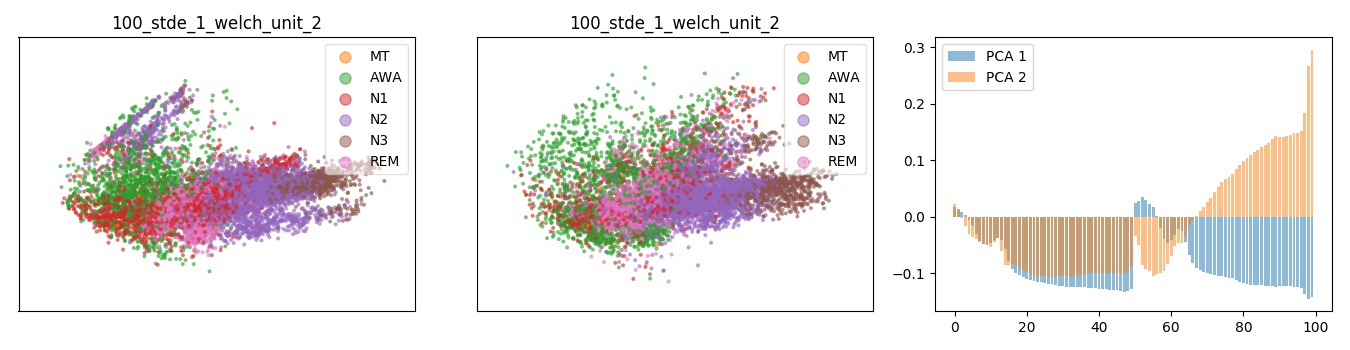 100_stde_1_welch_unit_2
MT
AWA
N1
N2
N3
REM
100_stde_1_welch_unit_2
MT
AWA
N1
N2
N3
REM
PCA 1
PCA 2
0.3
0.2
0.1
0.0
−0.1
0 20 40 60 80 100